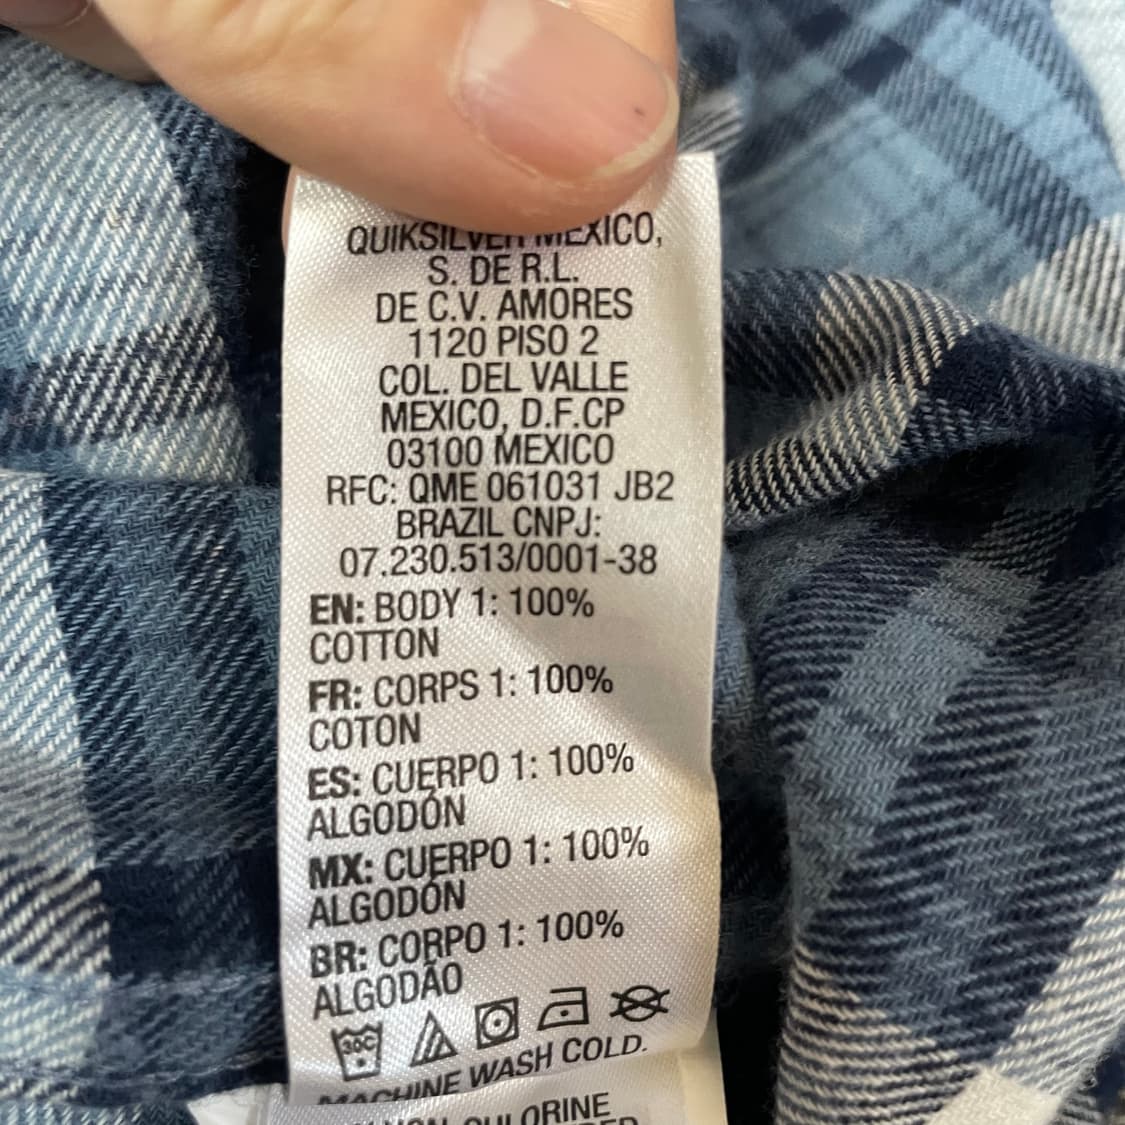 QUIKSILVER MEXICO,
S. DE R.L.
DE C.V. AMORES
1120 PISO 2
COL. DEL VALLE
MEXICO, D.F.CP
03100 MEXICO
RFC: QME 061031 JB2
BRAZIL CNPJ:
07.230.513/0001-38
EN: BODY 1: 100%
COTTON
FR: CORPS 1: 100%
COTON
ES: CUERPO 1: 100%
ALGODÓN
MX: CUERPO 1: 100%
ALGODÓN
BR: CORPO 1: 100%
ALGODÃO
30C
MACHINE WASH COLD.
CHLORINE